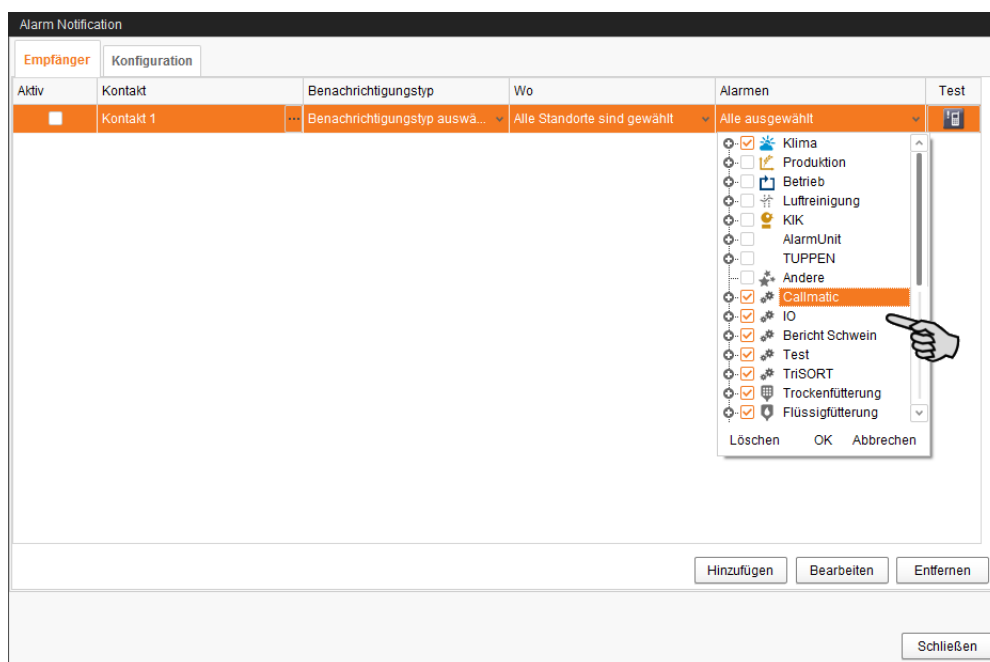 Alarm Notification
Empfänger Konfiguration
Aktiv Kontakt Benachrichtigungstyp Wo Alarmen Test
Kontakt 1 ... Benachrichtigungstyp auswä... Alle Standorte sind gewählt Alle ausgewählt
Klima
Produktion
Betrieb
Luftreinigung
KIK
AlarmUnit
TUPPEN
Andere
Callmatic
IO
Bericht Schwein
Test
TriSORT
Trockenfütterung
Flüssigfütterung
Löschen OK Abbrechen
Hinzufügen Bearbeiten Entfernen
Schließen